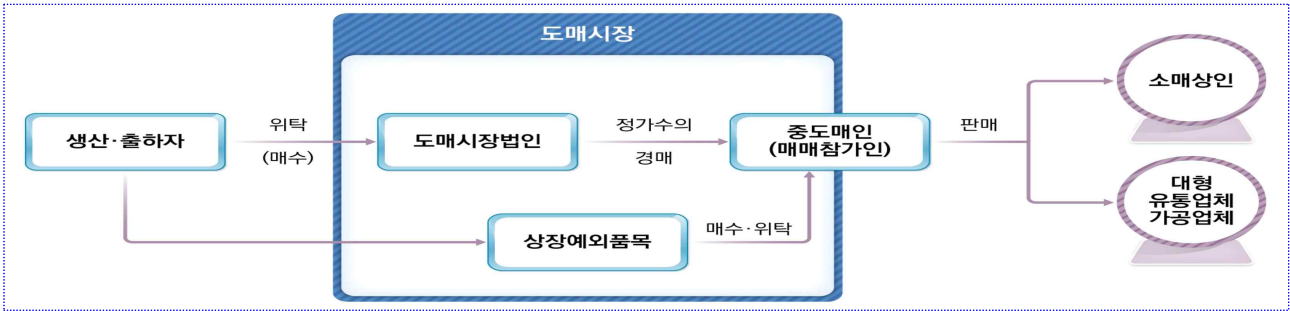 도매시장
생산·출하자
위탁
(매수)
도매시장법인
정가수의
경매
중도매인
(매매참가인)
판매
소매상인
상장예외품목
매수·위탁
대형
유통업체
가공업체